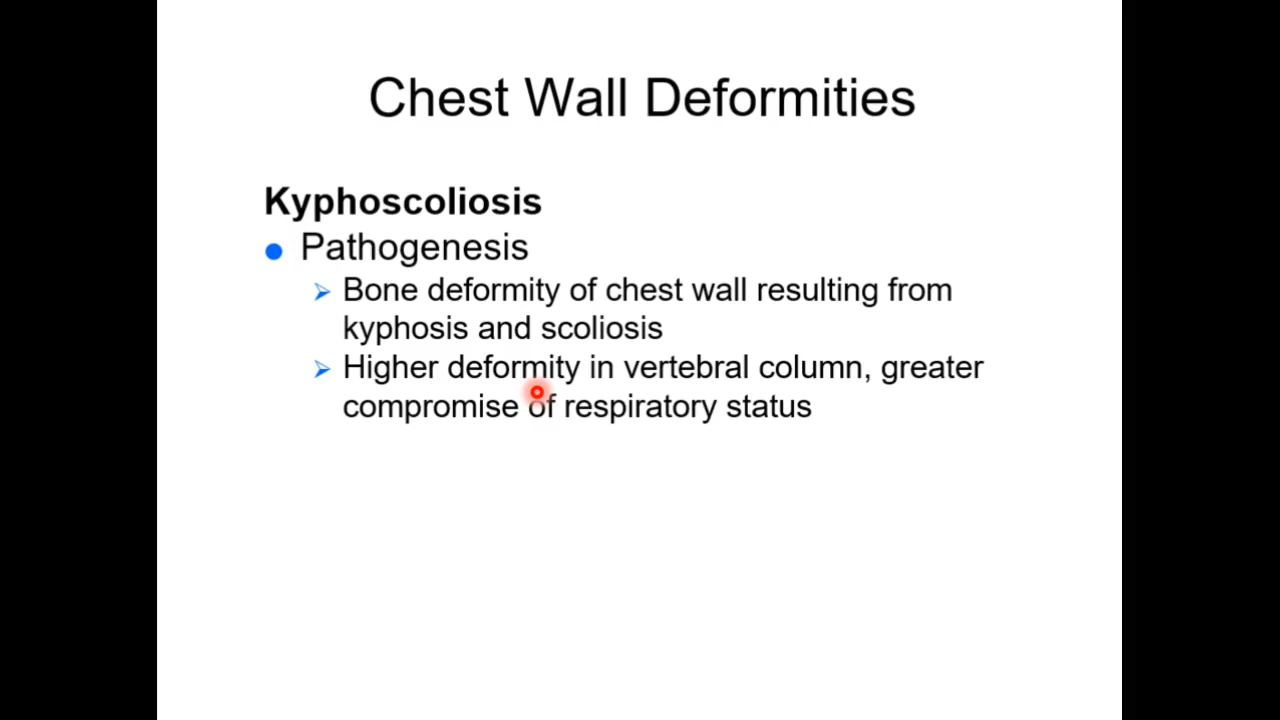 Chest Wall Deformities
Kyphoscoliosis
Pathogenesis
Bone deformity of chest wall resulting from
kyphosis and scoliosis
Higher deformity in vertebral column, greater
compromise of respiratory status